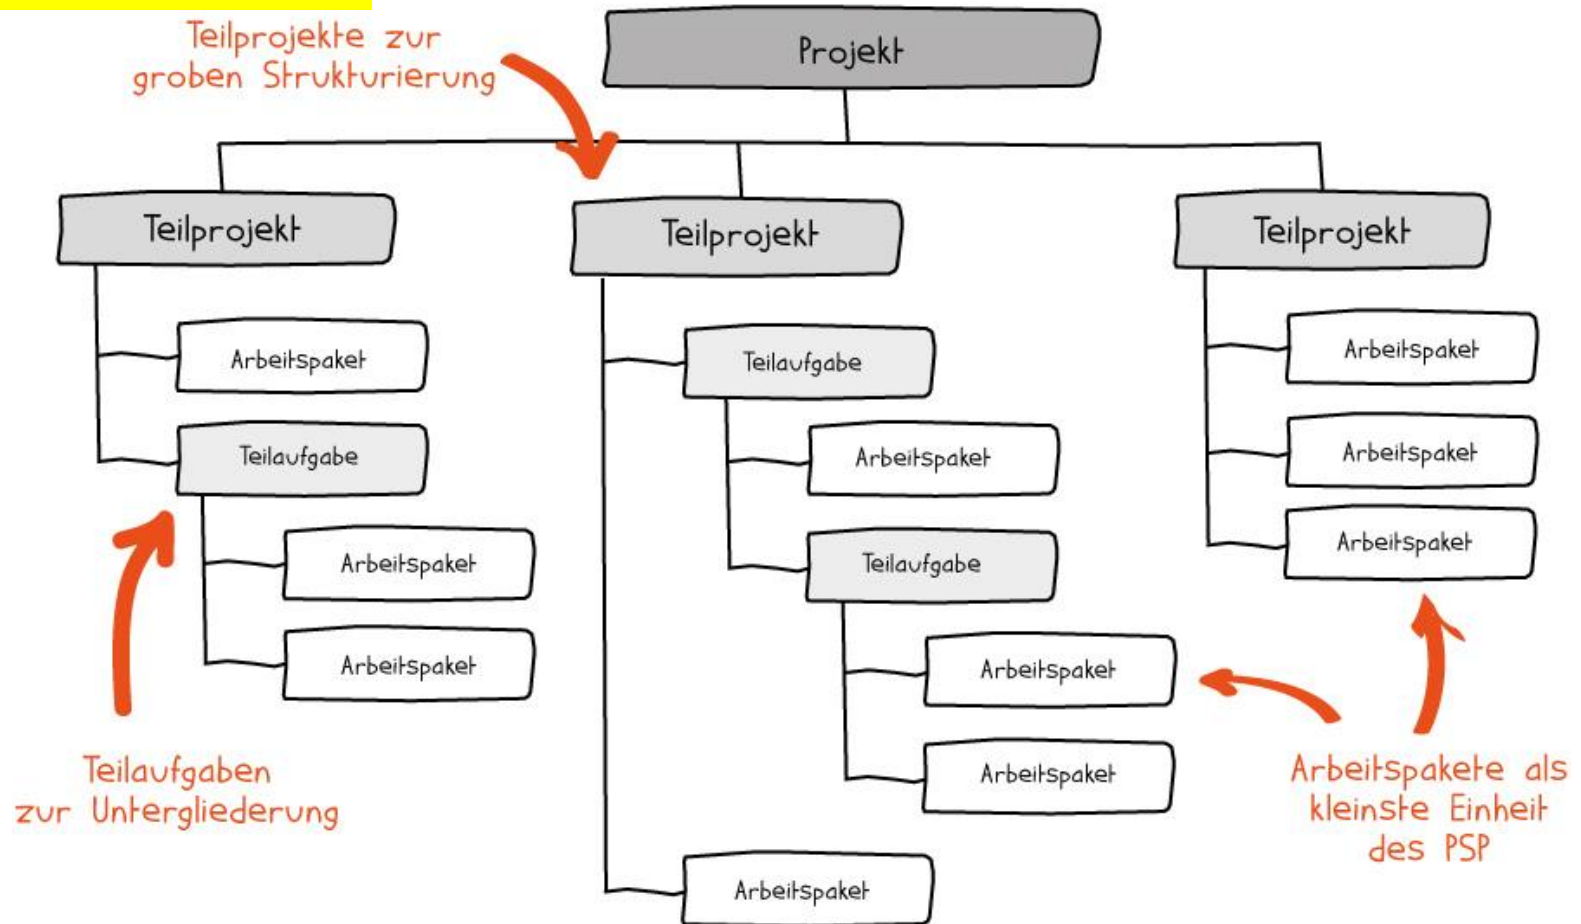 Teilprojekte zur
groben Strukturierung
Projekt
Teilprojekt
Teilprojekt
Teilprojekt
Arbeitspaket
Teilaufgabe
Arbeitspaket
Arbeitspaket
Teilaufgabe
Arbeitspaket
Teilaufgabe
Arbeitspaket
Arbeitspaket
Arbeitspaket
Arbeitspaket
Arbeitspaket
Arbeitspaket
Teilaufgaben
zur Untergliederung
Arbeitspakete als
kleinste Einheit
des PSP